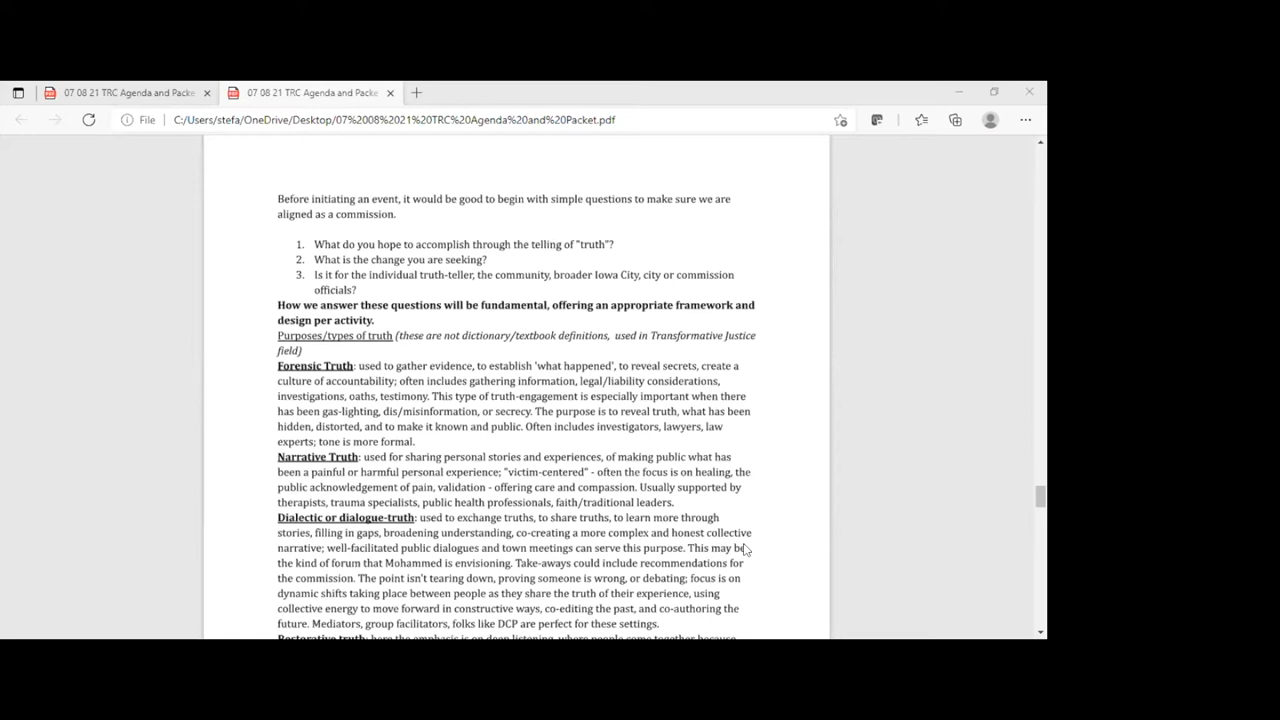 07 08 21 TRC Agenda and Packe
07 08 21 TRC Agenda and Packe
File
C:/Users/stefa/OneDrive/Desktop/07%2008%2021%20TRC%20Agenda%20and%20Packet.pdf
Before initiating an event, it would be good to begin with simple questions to make sure we are
aligned as a commission.
1. What do you hope to accomplish through the telling of "truth"?
2. What is the change you are seeking?
3. Is it for the individual truth-teller, the community, broader Iowa City, city or commission
officials?
How we answer these questions will be fundamental, offering an appropriate framework and
design per activity.
Purposes/types of truth (these are not dictionary/textbook definitions, used in Transformative Justice
field)
Forensic Truth: used to gather evidence, to establish 'what happened', to reveal secrets, create a
culture of accountability; often includes gathering information, legal/liability considerations,
investigations, oaths, testimony. This type of truth-engagement is especially important when there
has been gas-lighting, dis/misinformation, or secrecy. The purpose is to reveal truth, what has been
hidden, distorted, and to make it known and public. Often includes investigators, lawyers, law
experts; tone is more formal.
Narrative Truth: used for sharing personal stories and experiences, of making public what has
been a painful or harmful personal experience; "victim-centered" - often the focus is on healing, the
public acknowledgement of pain, validation - offering care and compassion. Usually supported by
therapists, trauma specialists, public health professionals, faith/traditional leaders.
Dialectic or dialogue-truth: used to exchange truths, to share truths, to learn more through
stories, filling in gaps, broadening understanding, co-creating a more complex and honest collective
narrative; well-facilitated public dialogues and town meetings can serve this purpose. This may be
the kind of forum that Mohammed is envisioning. Take-aways could include recommendations for
the commission. The point isn't tearing down, proving someone is wrong, or debating; focus is on
dynamic shifts taking place between people as they share the truth of their experience, using
collective energy to move forward in constructive ways, co-editing the past, and co-authoring the
future. Mediators, group facilitators, folks like DCP are perfect for these settings.
Restorative truth: here the emphasis is on deep listening, where people come together because